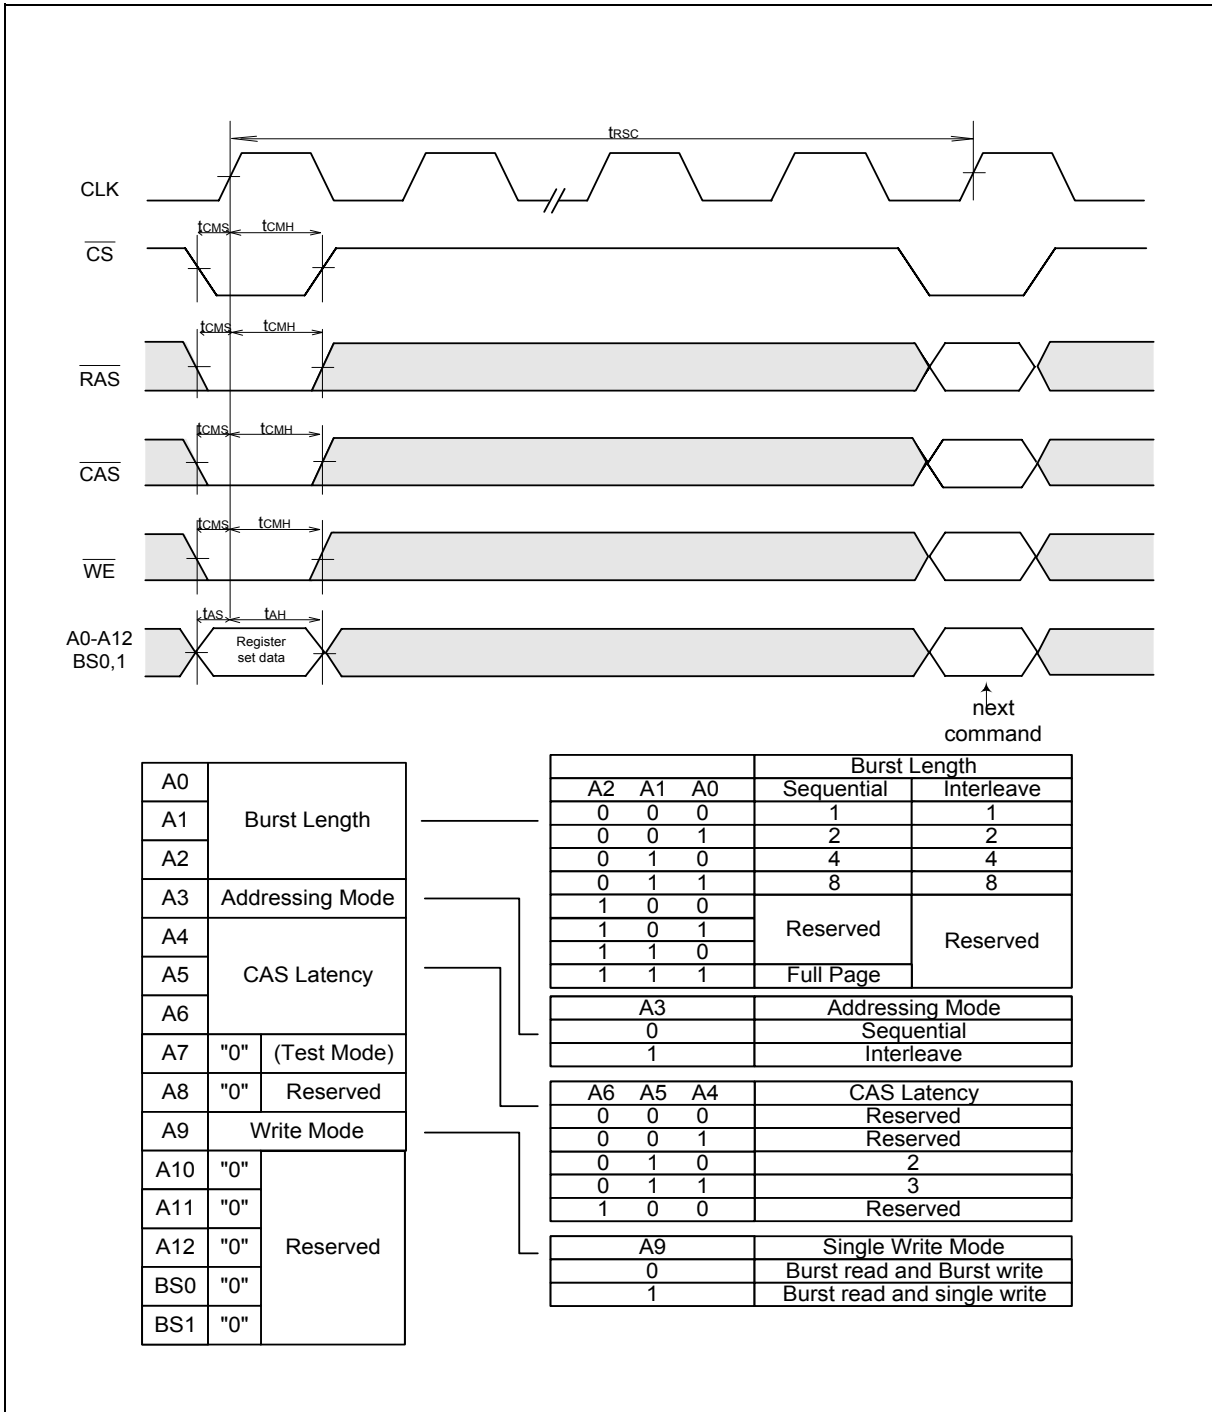 tRSC
CLK
tCMS tCMH
CS
tCMS tCMH
RAS
tCMS tCMH
CAS
tCMS tCMH
WE
tAS tAH
A0-A12
BS0,1
Register
set data
next
command
A0
A1 Burst Length
A2
A3 Addressing Mode
A4
A5 CAS Latency
A6
A7 "0" (Test Mode)
A8 "0" Reserved
A9 Write Mode
A10 "0"
A11 "0"
A12 "0" Reserved
BS0 "0"
BS1 "0"
Burst Length
A2 A1 A0 Sequential Interleave
0 0 0 1 1
0 0 1 2 2
0 1 0 4 4
0 1 1 8 8
1 0 0
1 0 1 Reserved Reserved
1 1 0
1 1 1 Full Page
A3 Addressing Mode
0 Sequential
1 Interleave
A6 A5 A4 CAS Latency
0 0 0 Reserved
0 0 1 Reserved
0 1 0 2
0 1 1 3
1 0 0 Reserved
A9 Single Write Mode
0 Burst read and Burst write
1 Burst read and single write